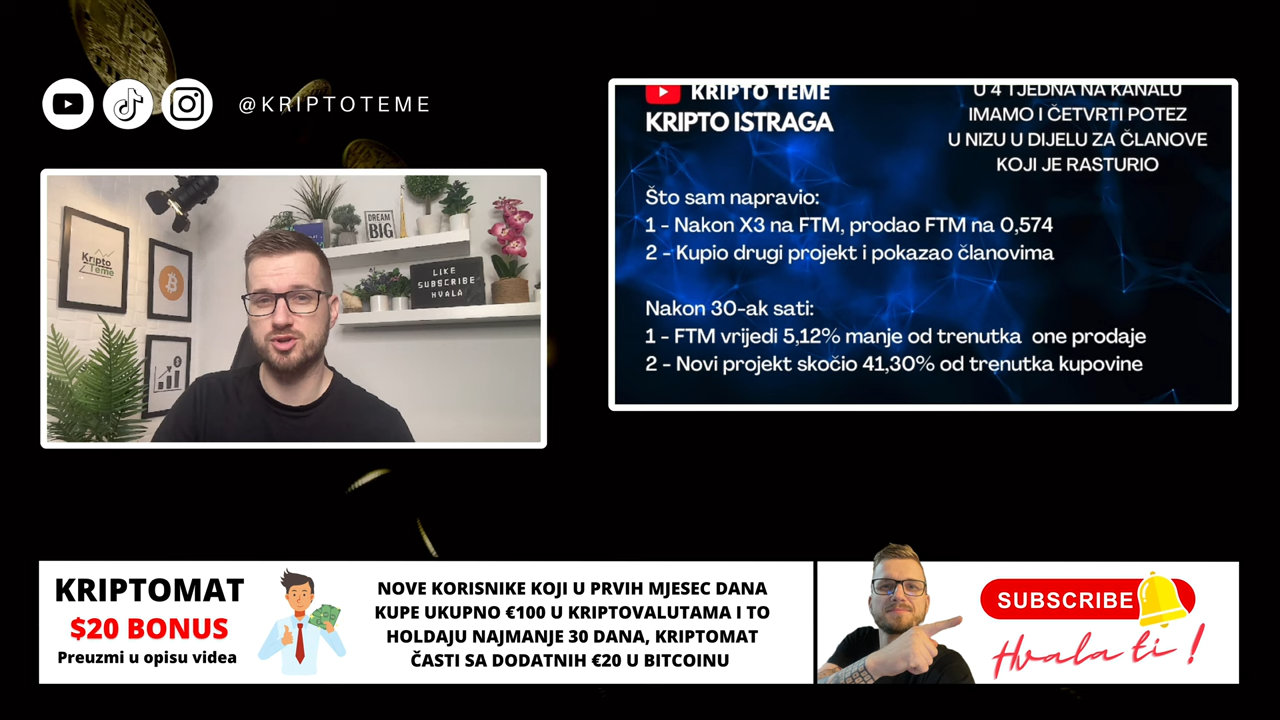 @KRIPTOTEME
Kripto
Teme
DREAM
BIG
LIKE
SUBSCRIBE
HVALA
KRIPTO TEME
KRIPTO ISTRAGA
U 4 TJEDNA NA KANALU
IMAMO I ČETVRTI POTEZ
U NIZU U DIJELU ZA ČLANOVE
KOJI JE RASTURIO
Što sam napravio:
1 - Nakon X3 na FTM, prodao FTM na 0,574
2 - Kupio drugi projekt i pokazao članovima
Nakon 30-ak sati:
1 - FTM vrijedi 5,12% manje od trenutka one prodaje
2 - Novi projekt skočio 41,30% od trenutka kupovine
KRIPTOMAT
$20 BONUS
Preuzmi u opisu videa
NOVE KORISNIKE KOJI U PRVIH MJESEC DANA
KUPE UKUPNO €100 U KRIPTOVALUTAMA I TO
HOLDAJU NAJMANJE 30 DANA, KRIPTOMAT
ČASTI SA DODATNIH €20 U BITCOINU
SUBSCRIBE
Hvala ti !